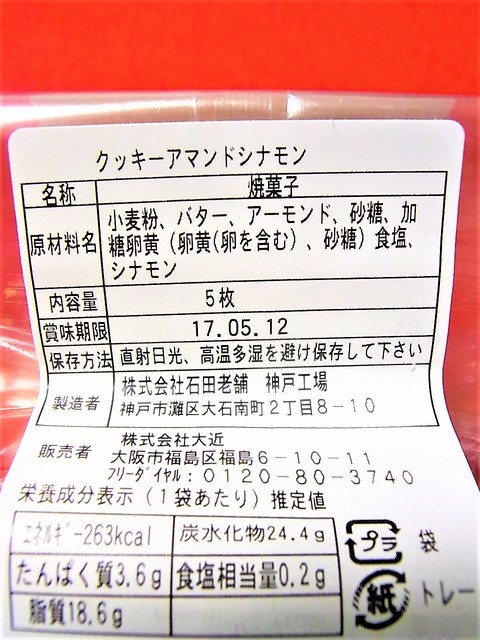 クッキーアマンドシナモン
名称 焼菓子
原材料名 小麦粉、バター、アーモンド、砂糖、加
糖卵黄(卵黄(卵を含む)、砂糖)食塩、
シナモン
内容量 5枚
賞味期限 17.05.12
保存方法 直射日光、高温多湿を避け保存して下さい
製造者 株式会社石田老舗 神戸工場
神戸市灘区大石南町2丁目8-10
販売者 株式会社大近
大阪市福島区福島6-10-11
フリーダイヤル:0120-80-3740
栄養成分表示(1袋あたり)推定値
エネルギー263kcal 炭水化物24.4g
たんぱく質3.6g 食塩相当量0.2g
脂質18.6g
プラ 袋
紙 トレー